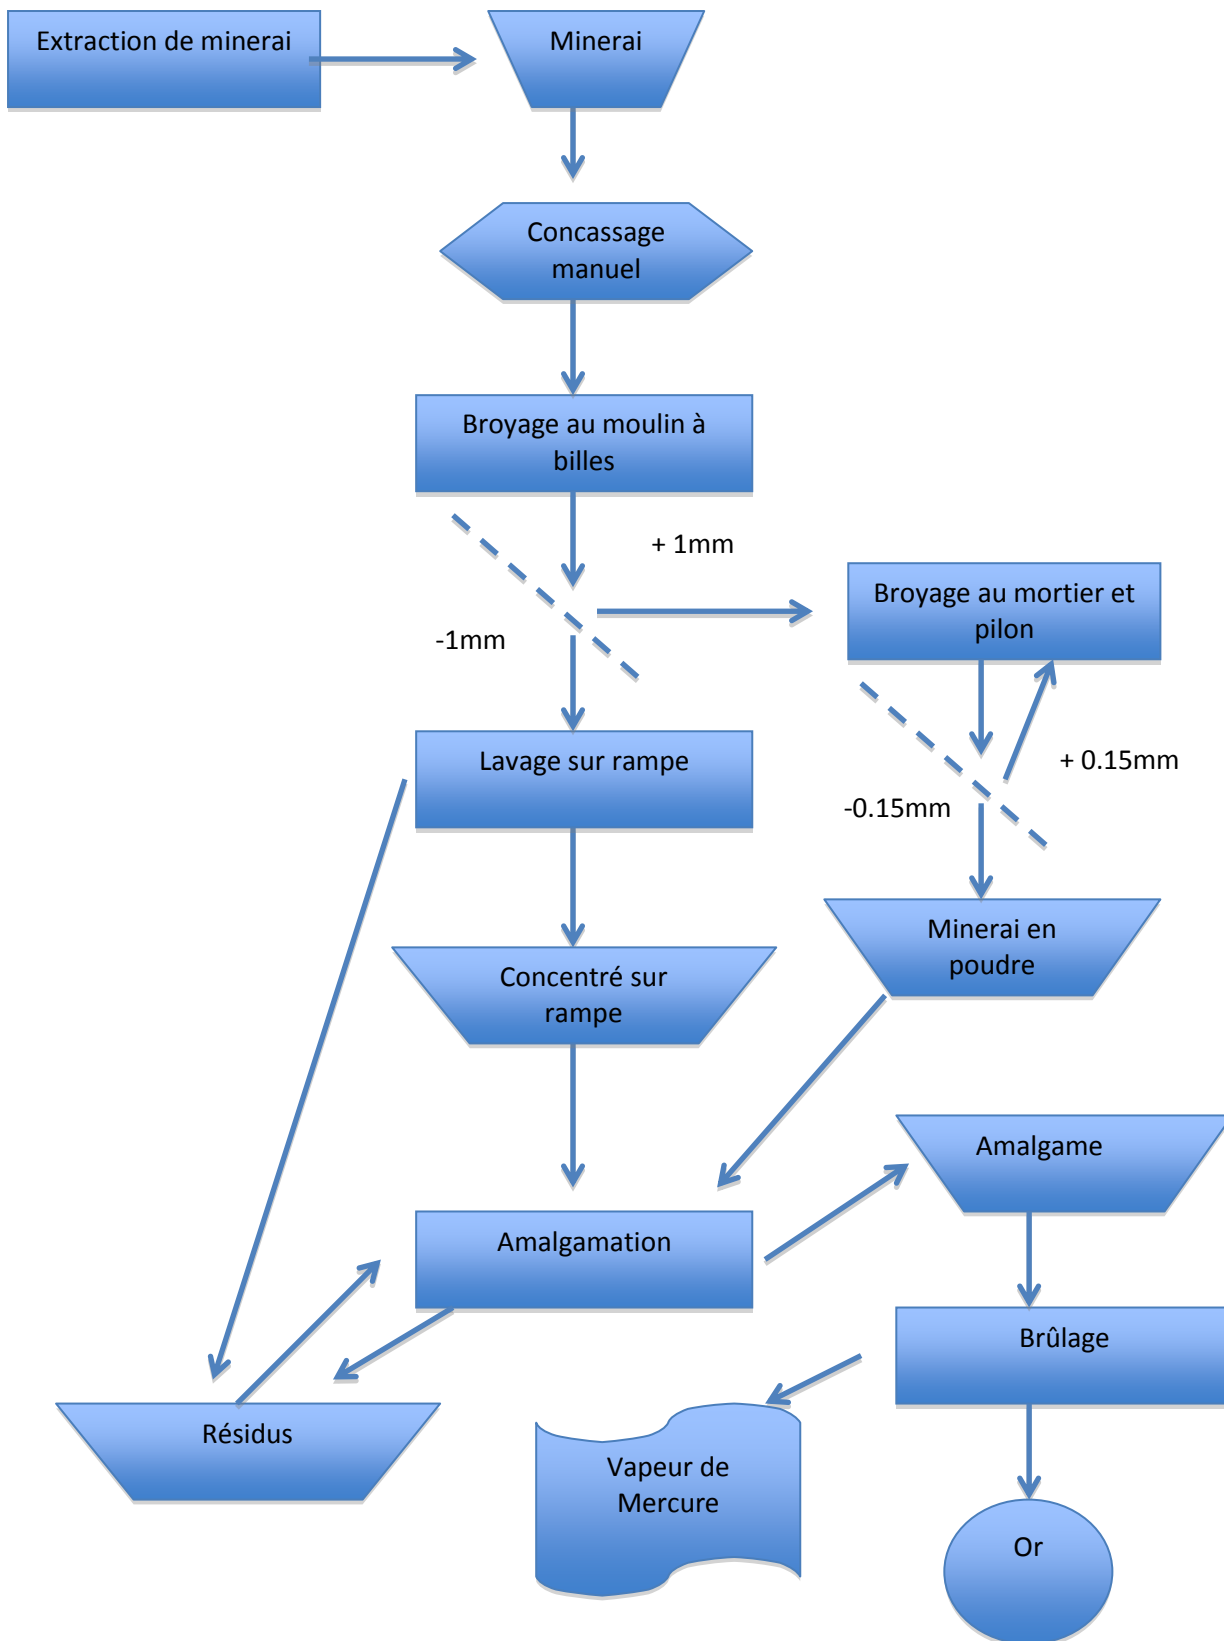 Extraction de minerai
Minerai
Concassage
manuel
Broyage au moulin à
billes
+ 1mm
-1mm
Broyage au mortier et
pilon
+ 0.15mm
-0.15mm
Lavage sur rampe
Minerai en
poudre
Concentré sur
rampe
Amalgame
Amalgamation
Brûlage
Résidus
Vapeur de
Mercure
Or